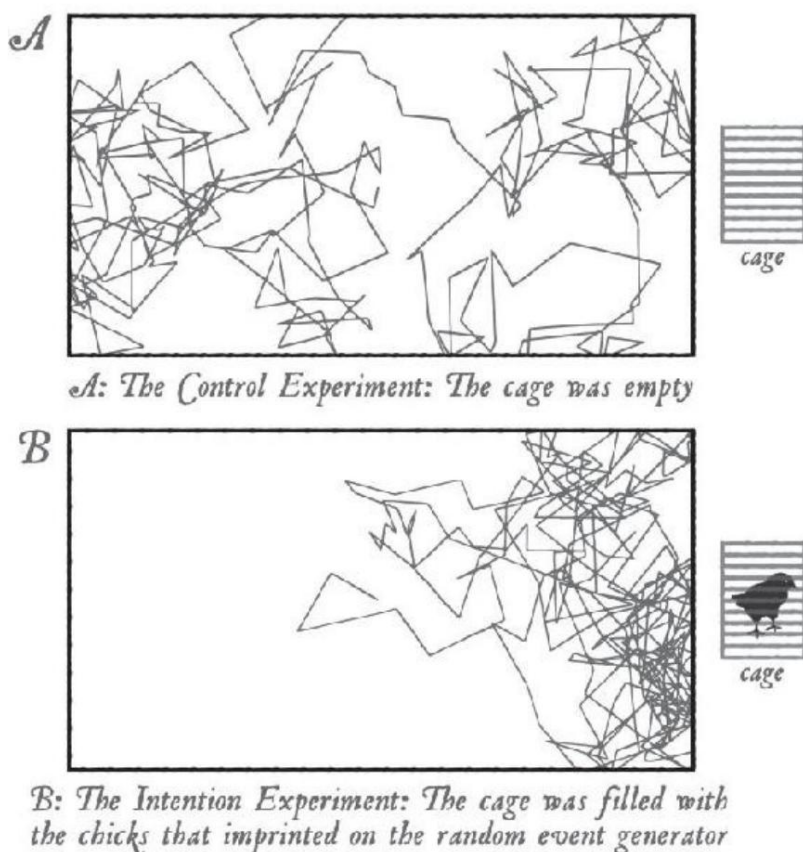 A
cage
A: The Control Experiment: The cage was empty
B
cage
B: The Intention Experiment: The cage was filled with
the chicks that imprinted on the random event generator